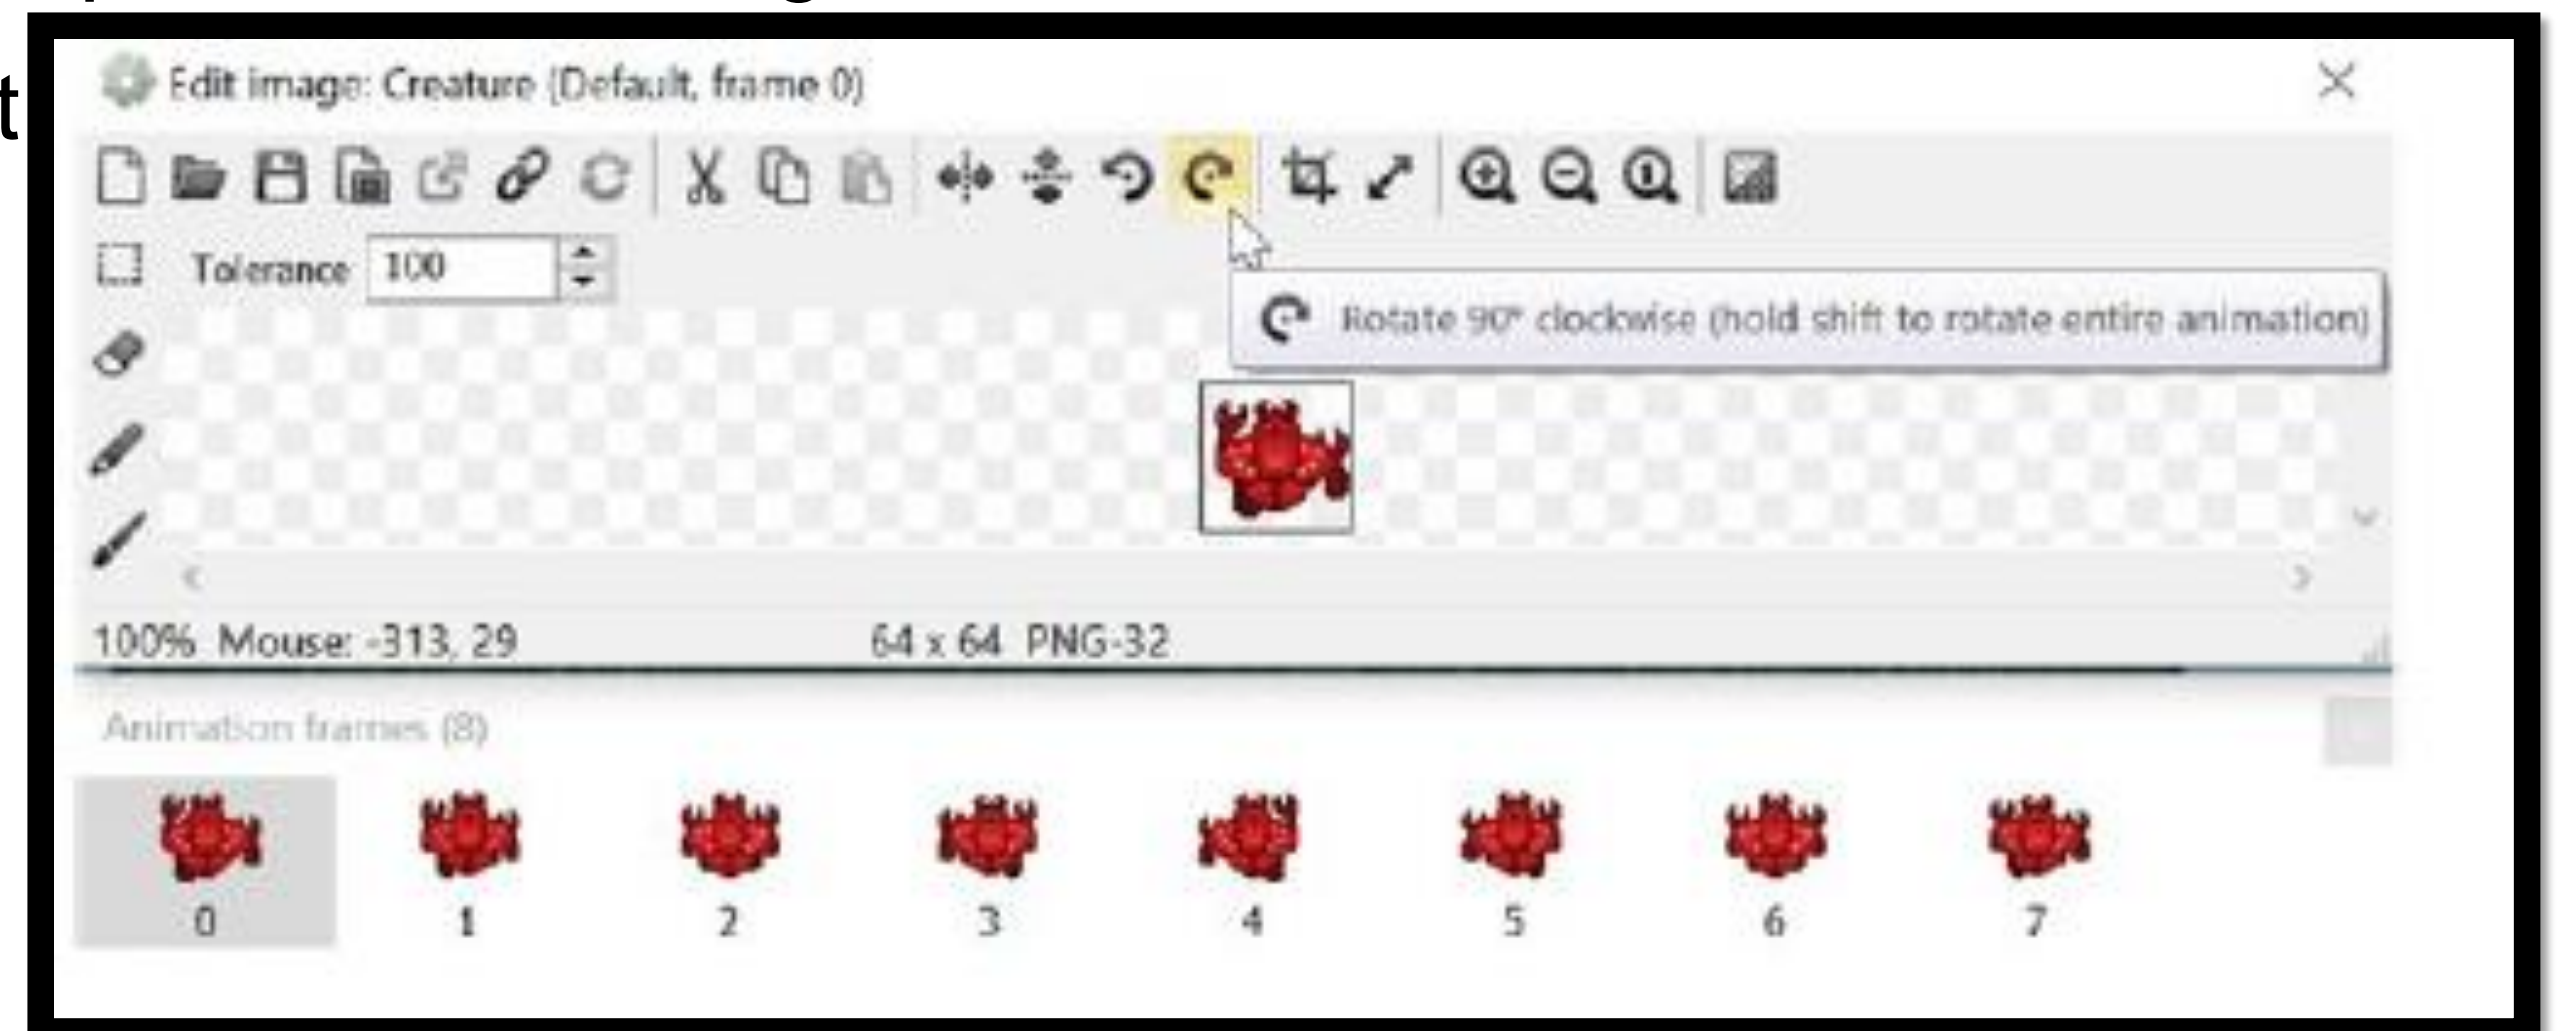 t
Edit image: Creature (Default, frame 0)
Tolerance 100
Rotate 90° clockwise (hold shift to rotate entire animation)
100% Mouse: -313, 29 64 x 64 PNG-32
Animation frames (8)
0 1 2 3 4 5 6 7